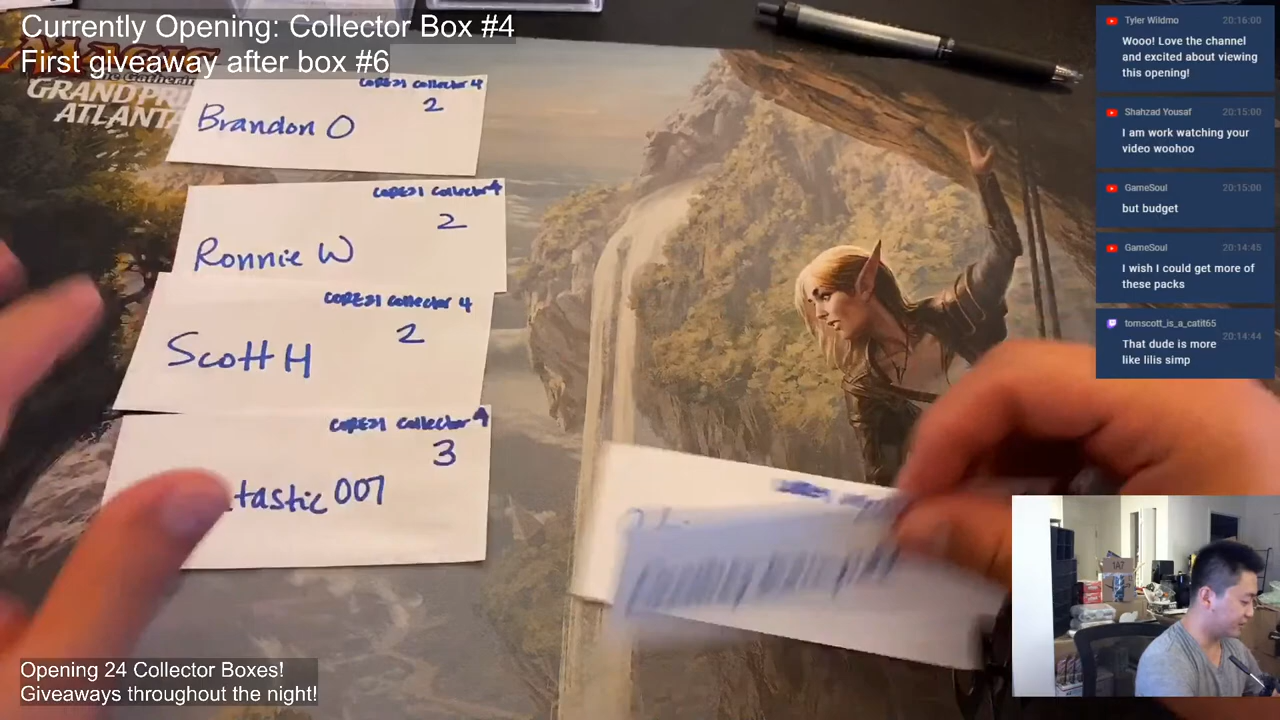 Currently Opening: Collector Box #4
First giveaway after box #6
MAGIC
The Gathering
GRAND PRIX
ATLANTA
CORE21 Collector 4
2
Brandon O
CORE21 Collector 4
2
Ronnie W
CORE21 Collector 4
2
Scott H
CORE21 Collector 4
3
tastic 007
Opening 24 Collector Boxes!
Giveaways throughout the night!
Tyler Wildmo 20:16:00
Wooo! Love the channel
and excited about viewing
this opening!
Shahzad Yousaf 20:15:00
I am work watching your
video woohoo
GameSoul 20:15:00
but budget
GameSoul 20:14:45
I wish I could get more of
these packs
tomscott_is_a_catit65 20:14:44
That dude is more
like lilis simp
1A7